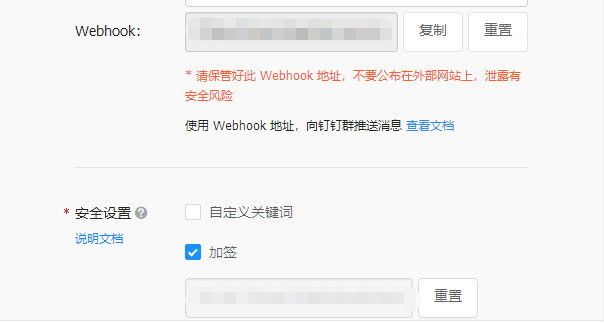 Webhook: 复制 重置
* 请保管好此 Webhook 地址，不要公布在外部网站上，泄露有
安全风险
使用 Webhook 地址，向钉钉群推送消息 查看文档
* 安全设置 ? 自定义关键词
说明文档
加签
重置